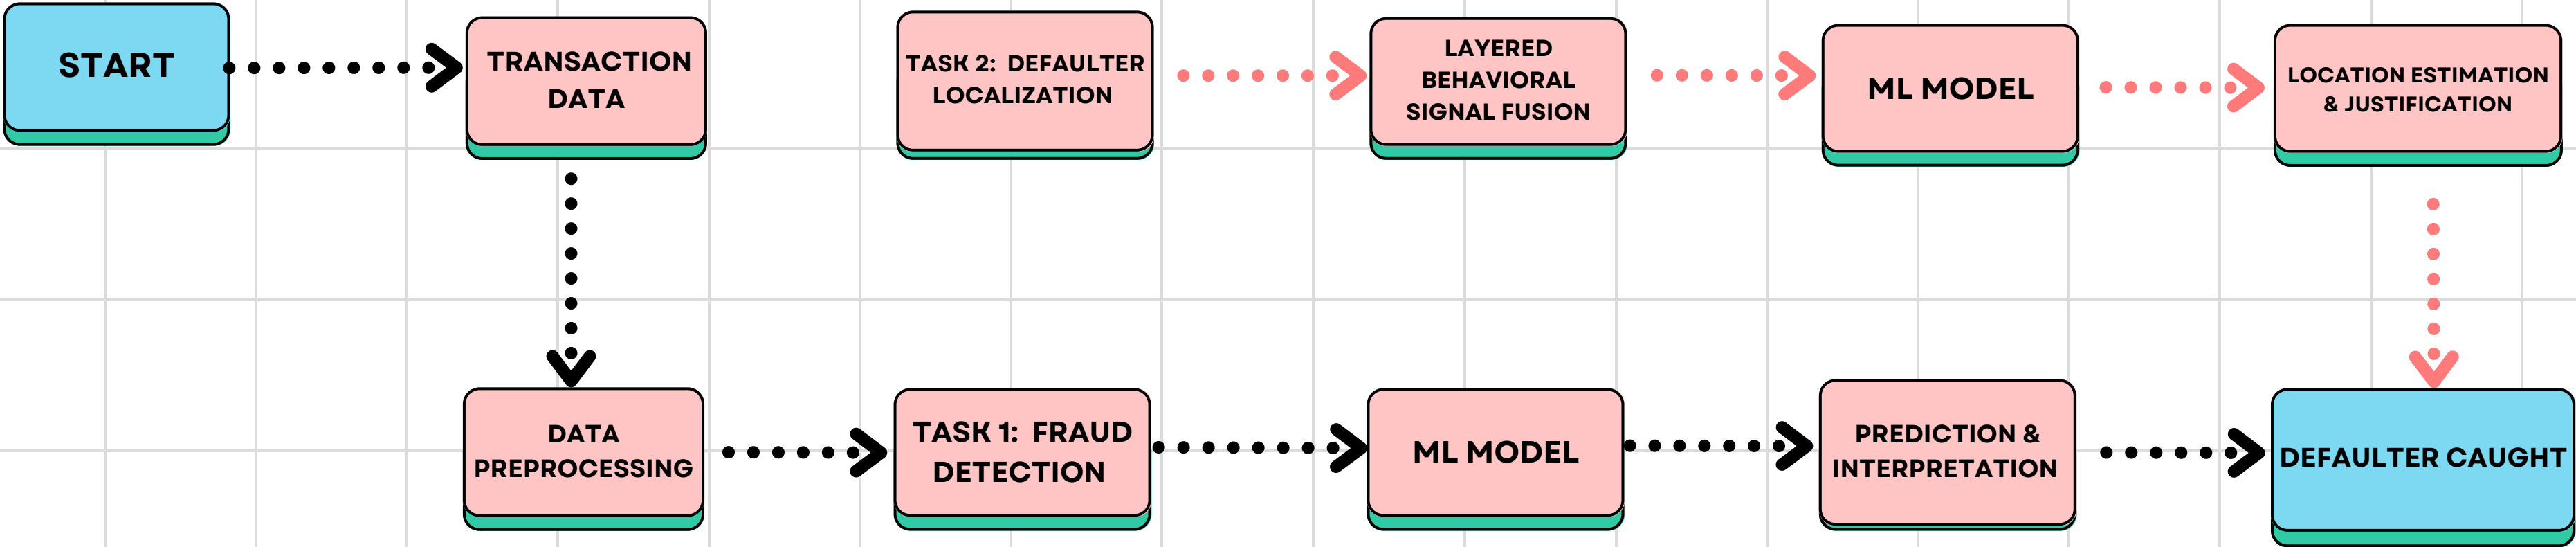 START
TRANSACTION
DATA
TASK 2: DEFAULTER
LOCALIZATION
LAYERED
BEHAVIORAL
SIGNAL FUSION
ML MODEL
LOCATION ESTIMATION
& JUSTIFICATION
DATA
PREPROCESSING
TASK 1: FRAUD
DETECTION
ML MODEL
PREDICTION &
INTERPRETATION
DEFAULTER CAUGHT